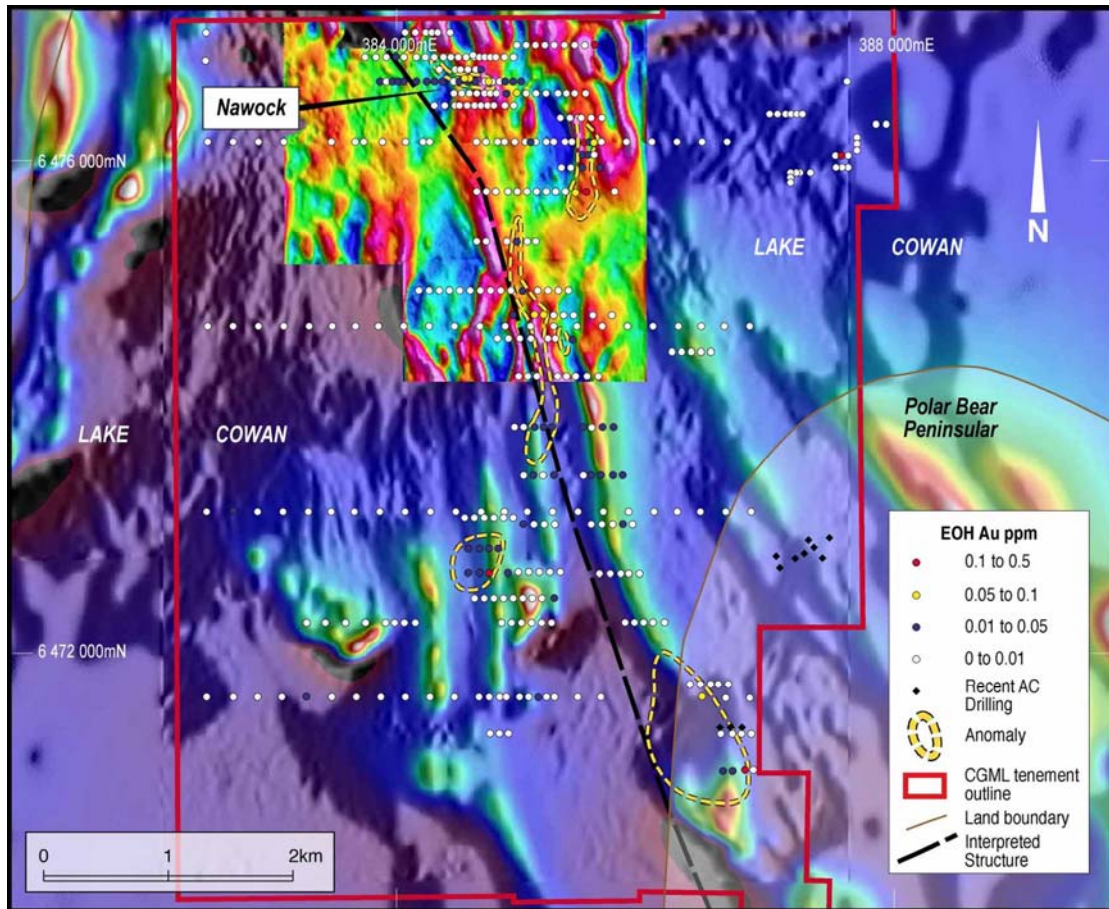 384 000mE
388 000mE
Nawock
6 476 000mN
LAKE
COWAN
N
LAKE
COWAN
Polar Bear
Peninsular
6 472 000mN
EOH Au ppm
0.1 to 0.5
0.05 to 0.1
0.01 to 0.05
0 to 0.01
Recent AC
Drilling
Anomaly
CGML tenement
outline
Land boundary
Interpreted
Structure
0
1
2km